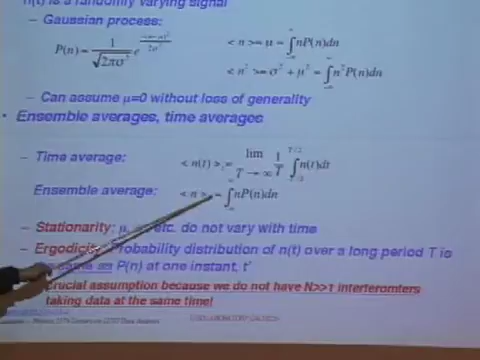 n(t) is a randomly varying signal
– Gaussian process:
P(n) = 1/√2πσ² e^-(n-μ)²/2σ²
< n >= μ = ∫ nP(n)dn
< n² >= σ² + μ² = ∫ n²P(n)dn
– Can assume μ=0 without loss of generality
• Ensemble averages, time averages
– Time average: < n(t) > = lim T → ∞ 1/T ∫ n(t)dt
Ensemble average: < n > = ∫ nP(n)dn
– Stationarity: μ, etc. do not vary with time
– Ergodicity: Probability distribution of n(t) over a long period T is
same as P(n) at one instant, t'
Crucial assumption because we do not have N>>1 interferomters
taking data at the same time!